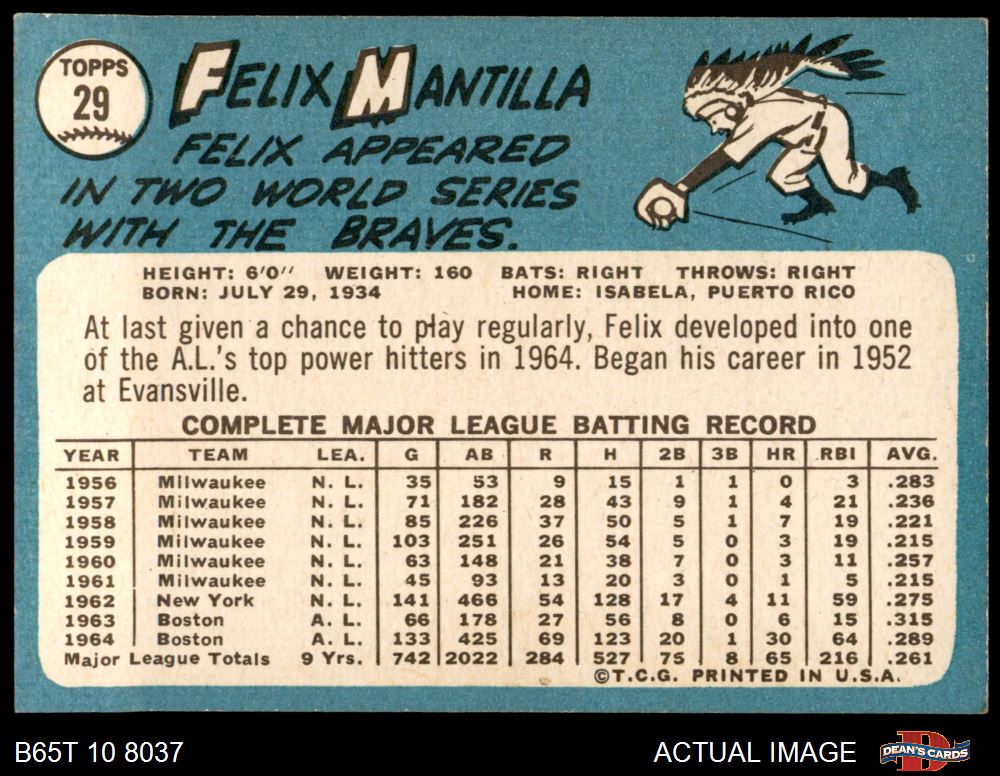 TOPPS
29
FELIX MANTILLA
FELIX APPEARED
IN TWO WORLD SERIES
WITH THE BRAVES.
HEIGHT: 6'0" WEIGHT: 160 BATS: RIGHT THROWS: RIGHT
BORN: JULY 29, 1934 HOME: ISABELA, PUERTO RICO
At last given a chance to play regularly, Felix developed into one
of the A.L.'s top power hitters in 1964. Began his career in 1952
at Evansville.
COMPLETE MAJOR LEAGUE BATTING RECORD
YEAR TEAM LEA. G AB R H 2B 3B HR RBI AVG.
1956 Milwaukee N. L. 35 53 9 15 1 1 0 3 .283
1957 Milwaukee N. L. 71 182 28 43 9 1 4 21 .236
1958 Milwaukee N. L. 85 226 37 50 5 1 7 19 .221
1959 Milwaukee N. L. 103 251 26 54 5 0 3 19 .215
1960 Milwaukee N. L. 63 148 21 38 7 0 3 11 .257
1961 Milwaukee N. L. 45 93 13 20 3 0 1 5 .215
1962 New York N. L. 141 466 54 128 17 4 11 59 .275
1963 Boston A. L. 66 178 27 56 8 0 6 15 .315
1964 Boston A. L. 133 425 69 123 20 1 30 64 .289
Major League Totals 9 Yrs. 742 2022 284 527 75 8 65 216 .261
©T.C.G. PRINTED IN U.S.A.
B65T 10 8037 ACTUAL IMAGE D DEAN'S CARDS